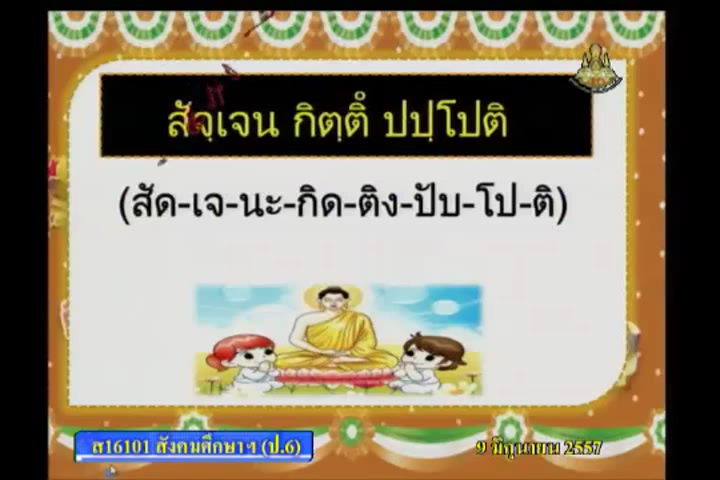 สัจฺเจน กิตฺตึ ปปฺโปติ
(สัด-เจ-นะ-กิด-ติง-ปับ-โป-ติ)
ส16101 สังคมศึกษาฯ (ป.6)
9 มิถุนายน 2557